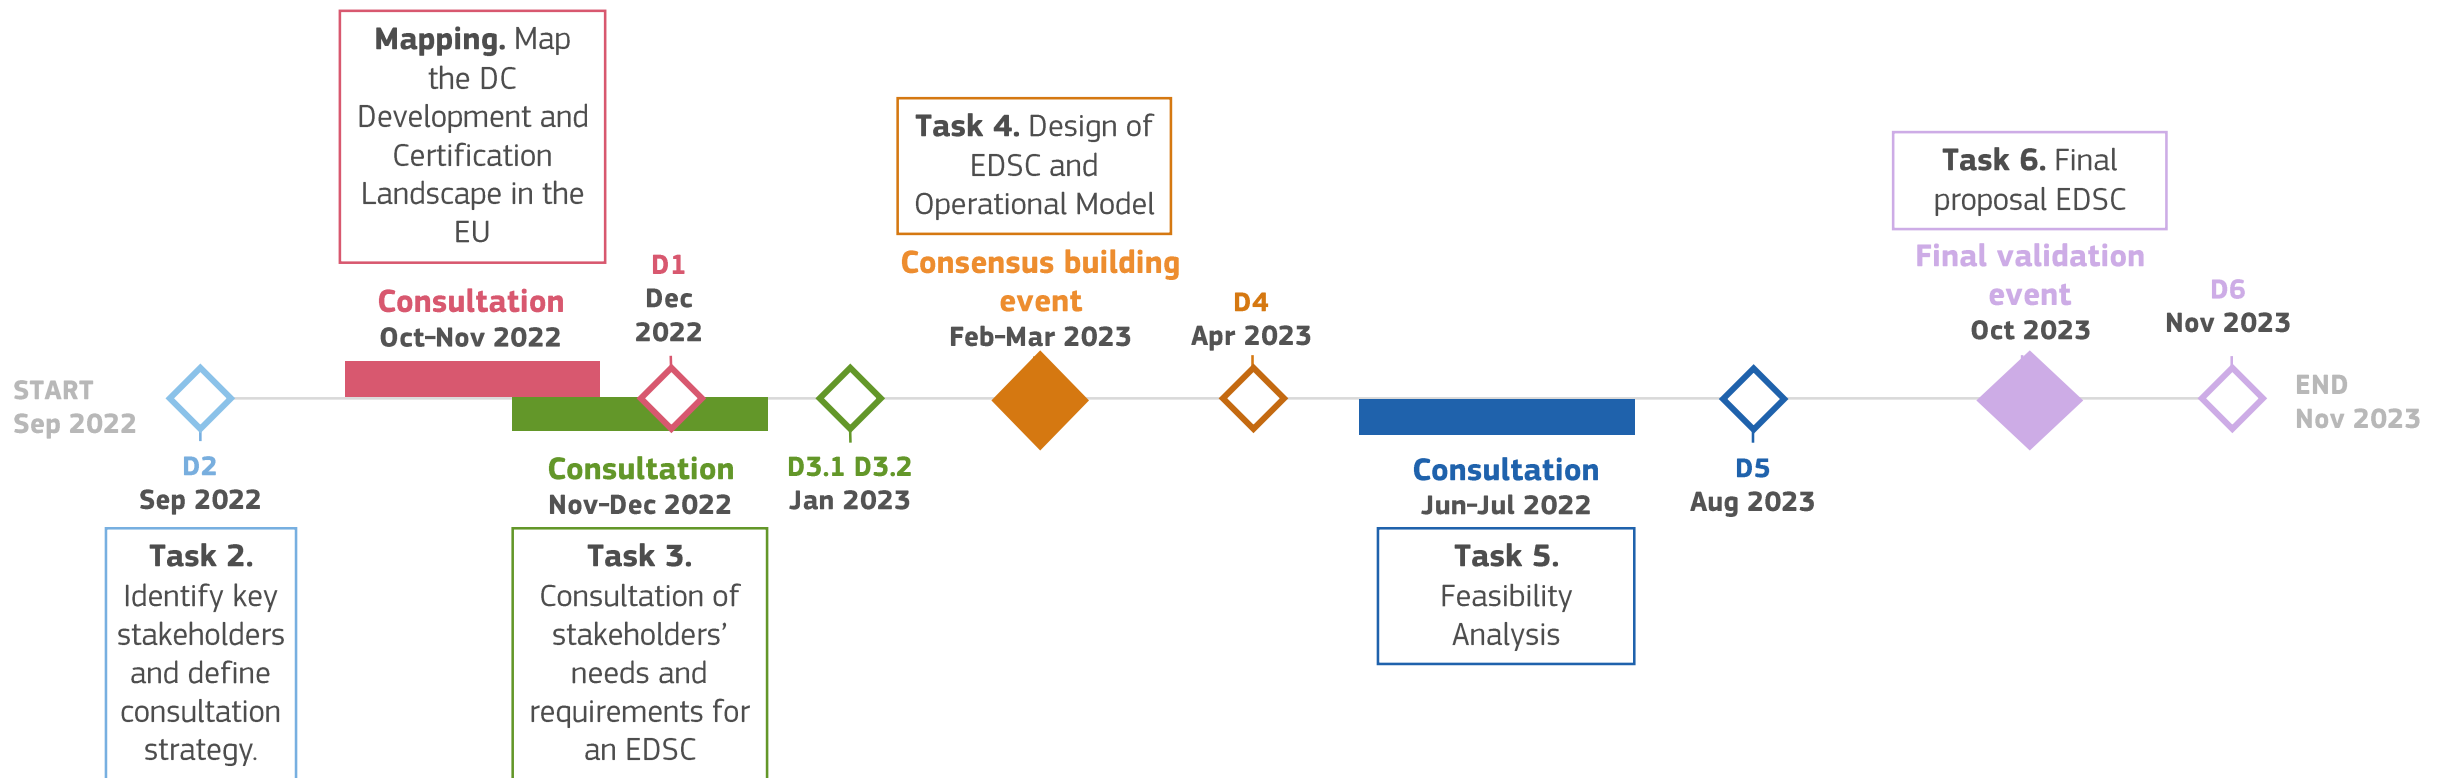 START
Sep 2022
D2
Sep 2022
Task 2.
Identify key
stakeholders
and define
consultation
strategy.
Mapping. Map
the DC
Development and
Certification
Landscape in the
EU
Consultation
Oct-Nov 2022
D1
Dec
2022
Consultation
Nov-Dec 2022
Task 3.
Consultation of
stakeholders’
needs and
requirements for
an EDSC
D3.1 D3.2
Jan 2023
Task 4. Design of
EDSC and
Operational Model
Consensus building
event
Feb-Mar 2023
D4
Apr 2023
Consultation
Jun-Jul 2022
Task 5.
Feasibility
Analysis
D5
Aug 2023
Task 6. Final
proposal EDSC
Final validation
event
Oct 2023
D6
Nov 2023
END
Nov 2023